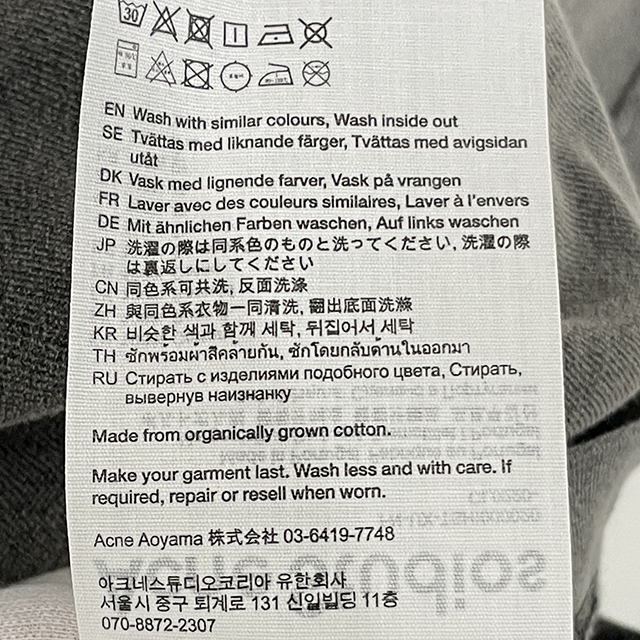 30
EN Wash with similar colours, Wash inside out
SE Tvättas med liknande färger, Tvättas med avigsidan
utåt
DK Vask med lignende farver, Vask på vrangen
FR Laver avec des couleurs similaires, Laver à l'envers
DE Mit ähnlichen Farben waschen, Auf links waschen
JP 洗濯の際は同系色のものと洗ってください, 洗濯の際
は裏返しにしてください
CN 同色系可共洗, 反面洗涤
ZH 與同色系衣物一同清洗, 翻出底面洗滌
KR 비슷한 색과 함께 세탁, 뒤집어서 세탁
TH ซักพร้อมผ้าสีคล้ายกัน, ซักโดยกลับด้านในออกมา
RU Стирать с изделиями подобного цвета, Стирать,
вывернув наизнанку
Made from organically grown cotton.
Make your garment last. Wash less and with care. If
required, repair or resell when worn.
Acne Aoyama 株式会社 03-6419-7748
아크네스튜디오코리아 유한회사
서울시 중구 퇴계로 131 신일빌딩 11층
070-8872-2307